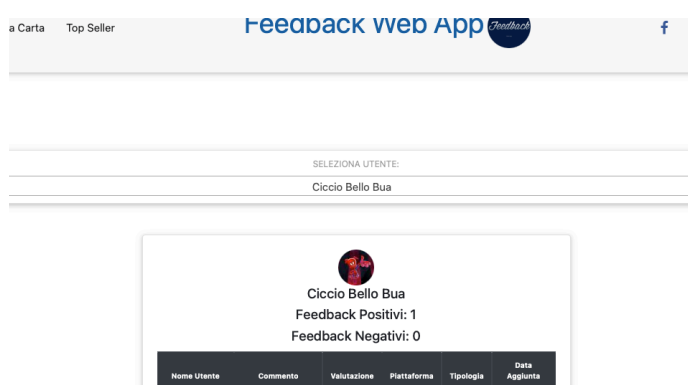 a Carta Top Seller Feedback Web App Feedback f
SELEZIONA UTENTE:
Ciccio Bello Bua
Ciccio Bello Bua
Feedback Positivi: 1
Feedback Negativi: 0
Nome Utente Commento Valutazione Piattaforma Tipologia Data Aggiunta